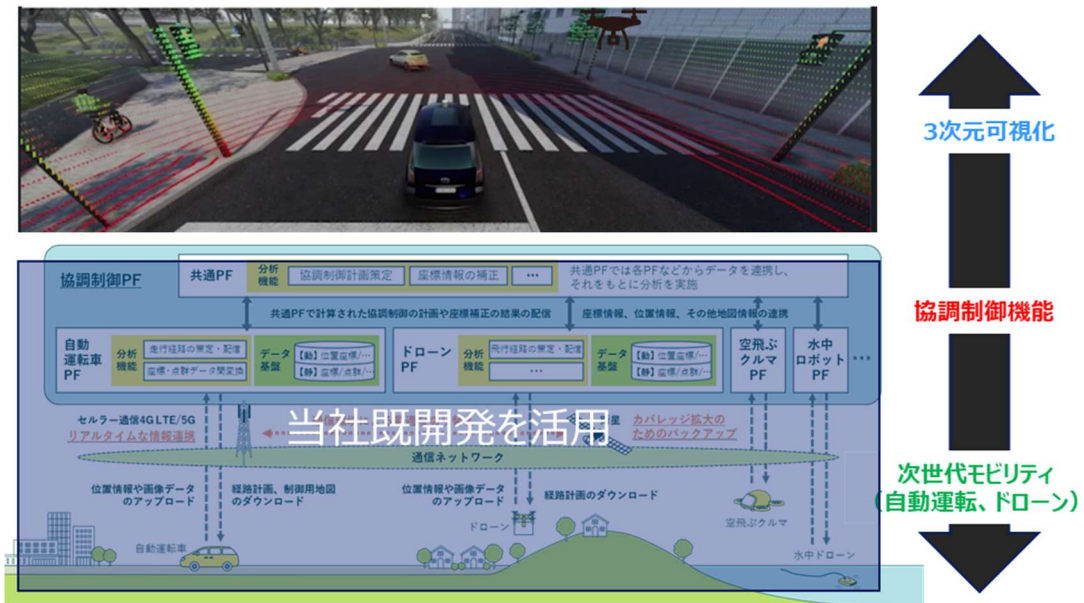 3次元可視化
協調制御PF
共通PF
分析
機能
協調制御計画策定
座標情報の補正
…
共通PFでは各PFなどからデータを連携し、
それをもとに分析を実施
共通PFで計算された協調制御の計画や座標補正の結果の配信
座標情報、位置情報、その他地図情報の連携
協調制御機能
自動
運転車
PF
分析
機能
走行経路の策定・配信
座標・点群データ間変換
データ
基盤
【動】位置座標/…
【静】座標/点群/…
ドローン
PF
分析
機能
飛行経路の策定・配信
…
データ
基盤
【動】位置座標/…
【静】座標/点群/…
空飛ぶ
クルマ
PF
水中
ロボット
PF
…
セルラー通信4G LTE/5G
リアルタイムな情報連携
当社既開発を活用
星
カバレッジ拡大の
ためのバックアップ
通信ネットワーク
位置情報や画像データ
のアップロード
経路計画、制御用地図
のダウンロード
位置情報や画像データ
のアップロード
経路計画のダウンロード
次世代モビリティ
(自動運転、ドローン)
自動運転車
ドローン
空飛ぶクルマ
水中ドローン